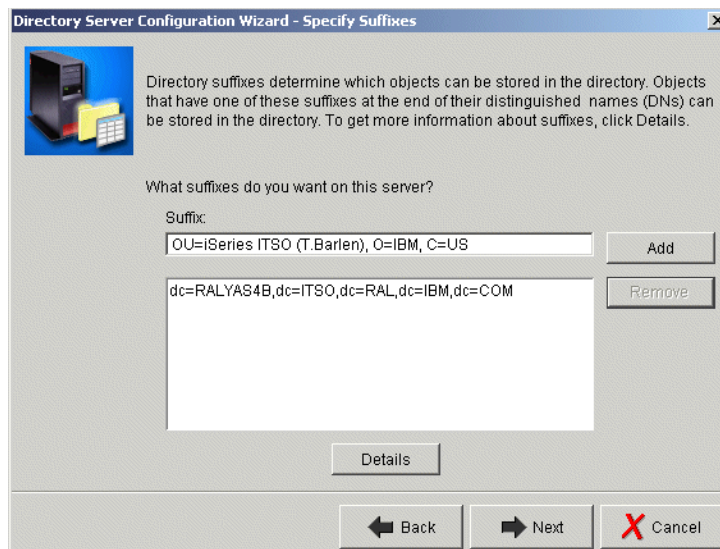 Directory Server Configuration Wizard - Specify Suffixes
Directory suffixes determine which objects can be stored in the directory. Objects
that have one of these suffixes at the end of their distinguished names (DNs) can
be stored in the directory. To get more information about suffixes, click Details.
What suffixes do you want on this server?
Suffix:
OU=iSeries ITSO (T.Barlen), O=IBM, C=US
Add
dc=RALYAS4B,dc=ITSO,dc=RAL,dc=IBM,dc=COM
Remove
Details
Back
Next
Cancel